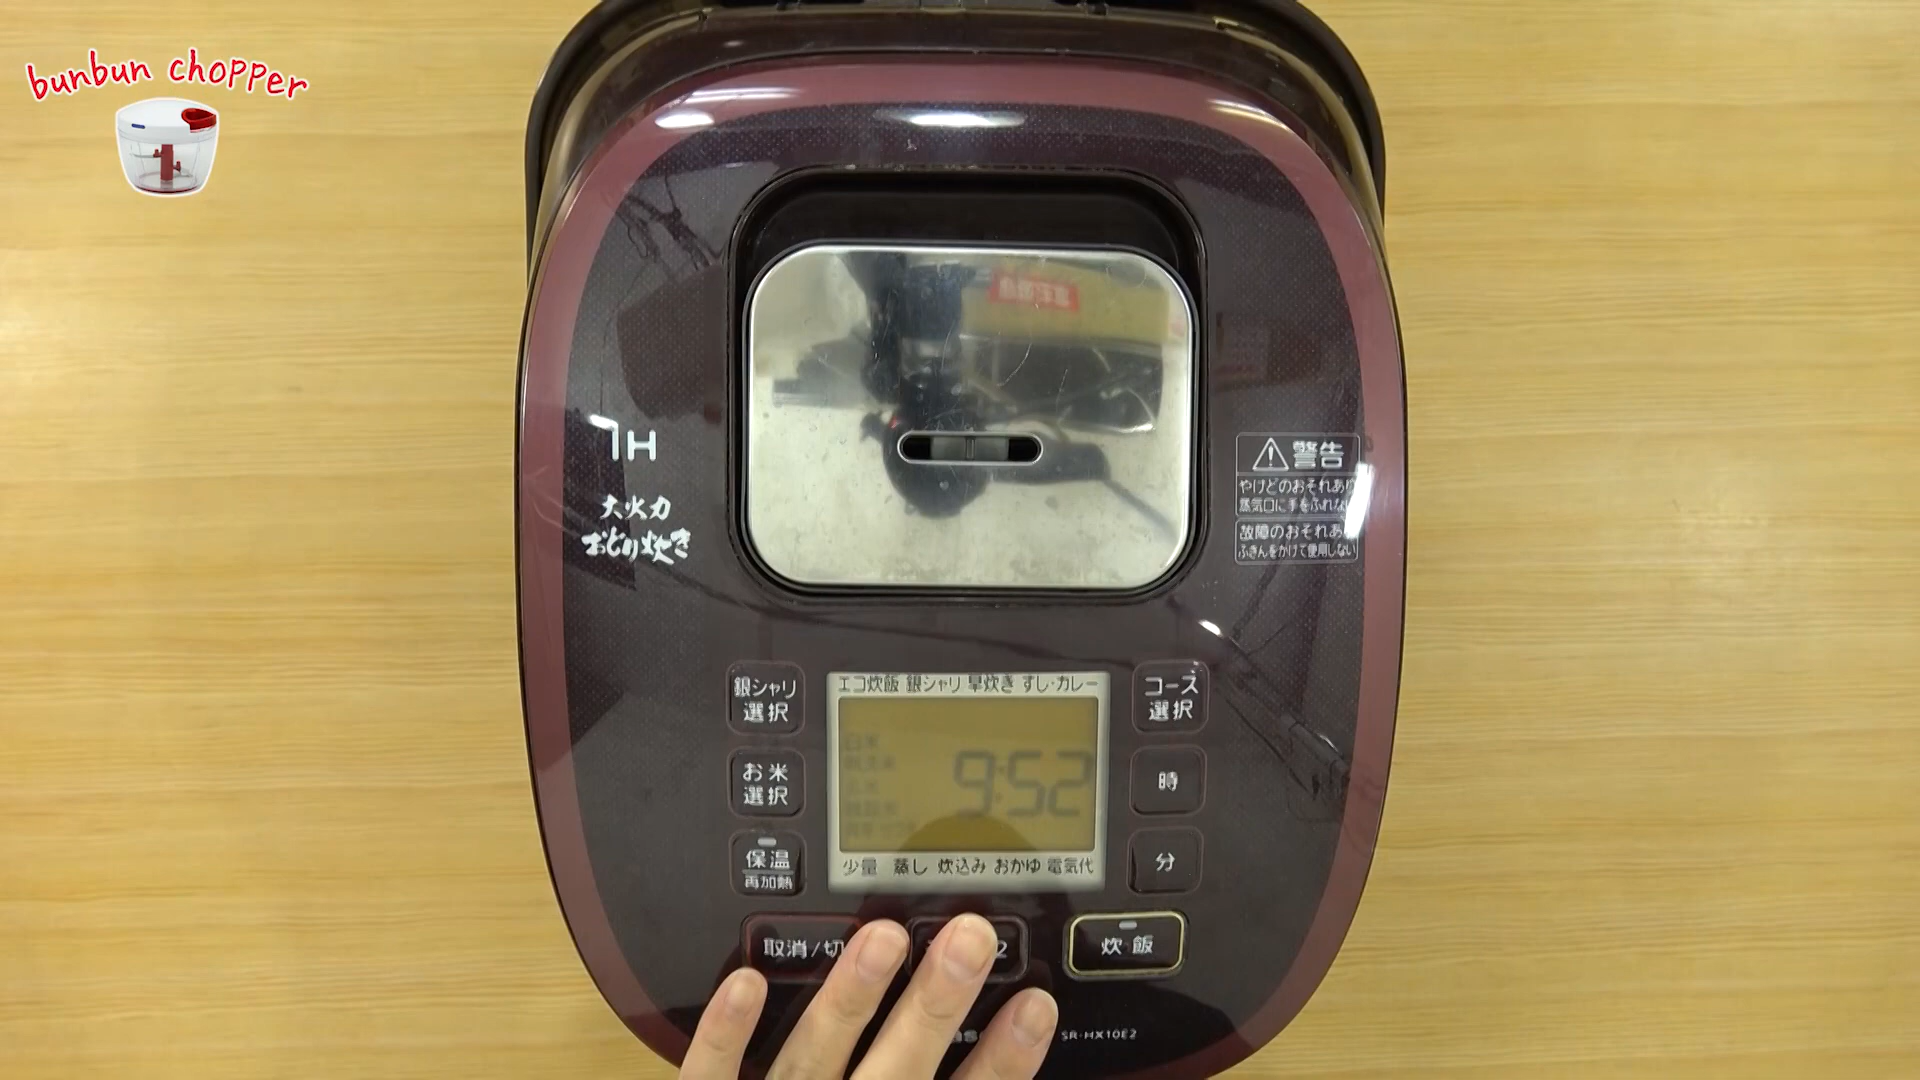 bunbun chopper
IH
大火力
おどり炊き
警告
やけどのおそれあり
蒸気口に手をふれない
故障のおそれあ
ふきんをかけて使用しない
エコ炊飯 銀シャリ 早炊き すし・カレー
銀シャリ
選択
コース
選択
お米
選択
9:52
時
保温
再加熱
分
少量 蒸し 炊込み おかゆ 電気代
取消/切
2
炊飯
SR-HX10E2